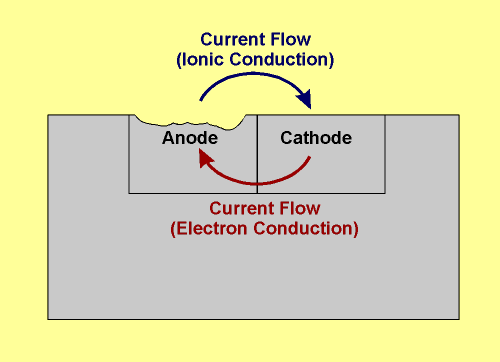 Current Flow
(Ionic Conduction)
Anode
Cathode
Current Flow
(Electron Conduction)